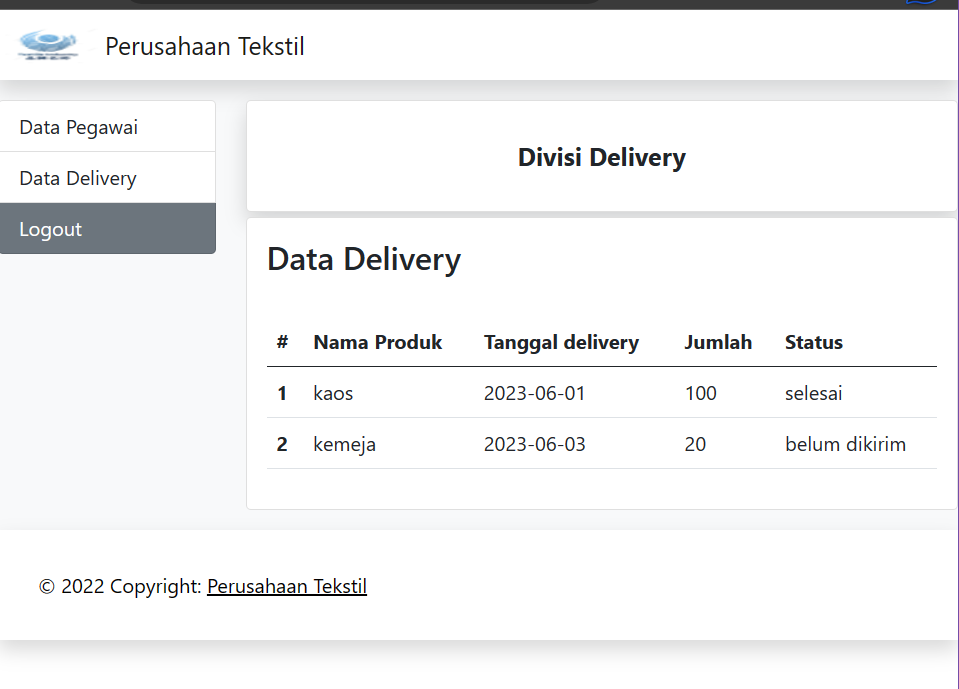 Perusahaan Tekstil
Data Pegawai
Data Delivery
Logout
Divisi Delivery
Data Delivery
# Nama Produk Tanggal delivery Jumlah Status
1 kaos 2023-06-01 100 selesai
2 kemeja 2023-06-03 20 belum dikirim
© 2022 Copyright: Perusahaan Tekstil